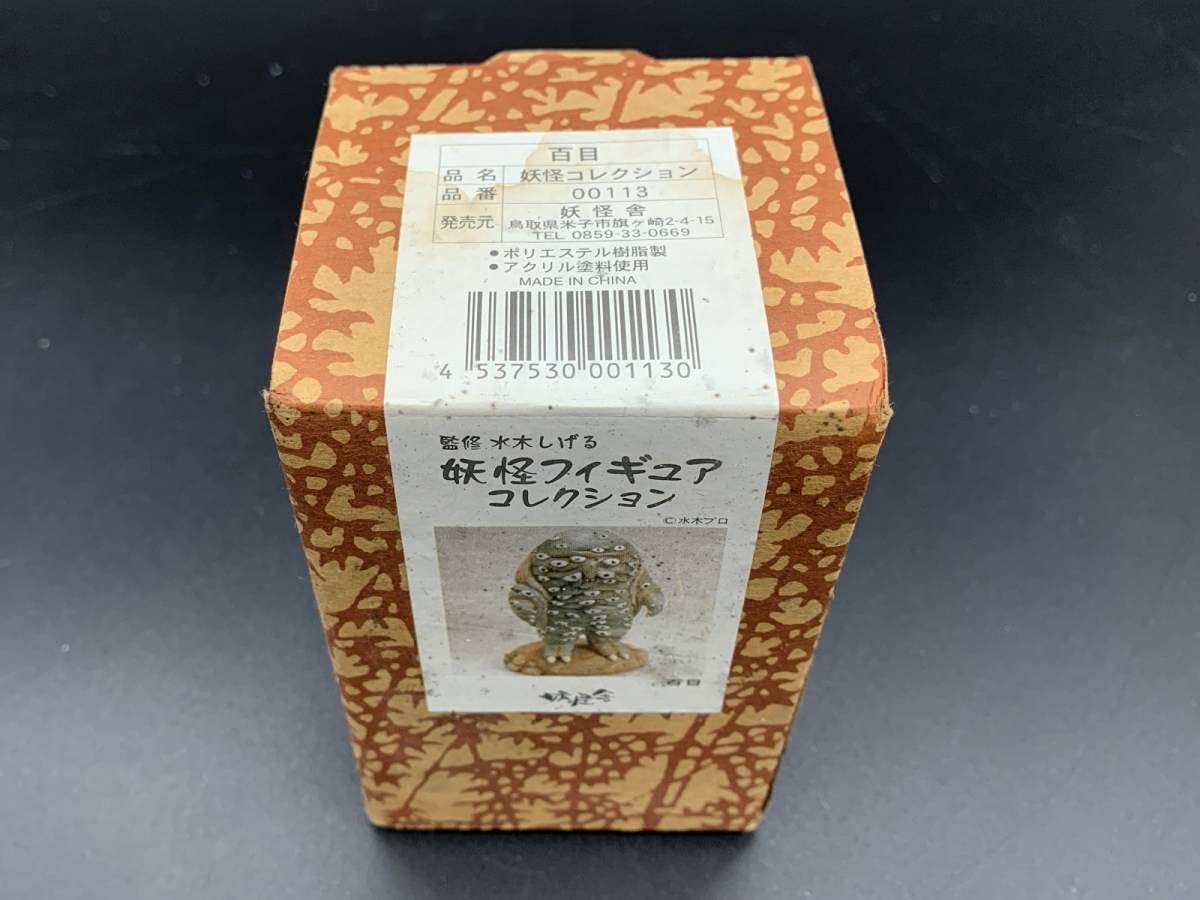 百目
品名 妖怪コレクション
品番 00113
発売元 妖怪舎
鳥取県米子市旗ヶ崎2-4-15
TEL 0859-33-0669
●ポリエステル樹脂製
●アクリル塗料使用
MADE IN CHINA
4 537530 001130
監修 水木しげる
妖怪フィギュア
コレクション
©水木プロ
百目
妖怪舎